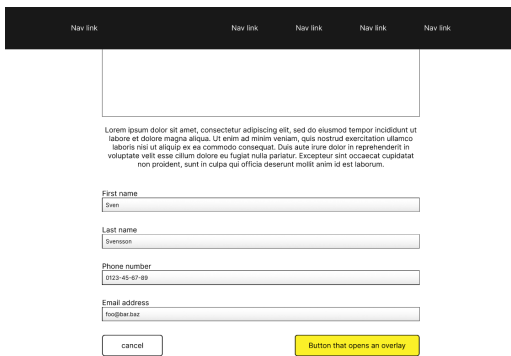 Nav link Nav link Nav link Nav link Nav link
Lorem ipsum dolor sit amet, consectetur adipiscing elit, sed do eiusmod tempor incididunt ut
labore et dolore magna aliqua. Ut enim ad minim veniam, quis nostrud exercitation ullamco
laboris nisi ut aliquip ex ea commodo consequat. Duis aute irure dolor in reprehenderit in
voluptate velit esse cillum dolore eu fugiat nulla pariatur. Excepteur sint occaecat cupidatat
non proident, sunt in culpa qui officia deserunt mollit anim id est laborum.
First name
Sven
Last name
Svensson
Phone number
0123-45-67-89
Email address
foo@bar.baz
cancel Button that opens an overlay